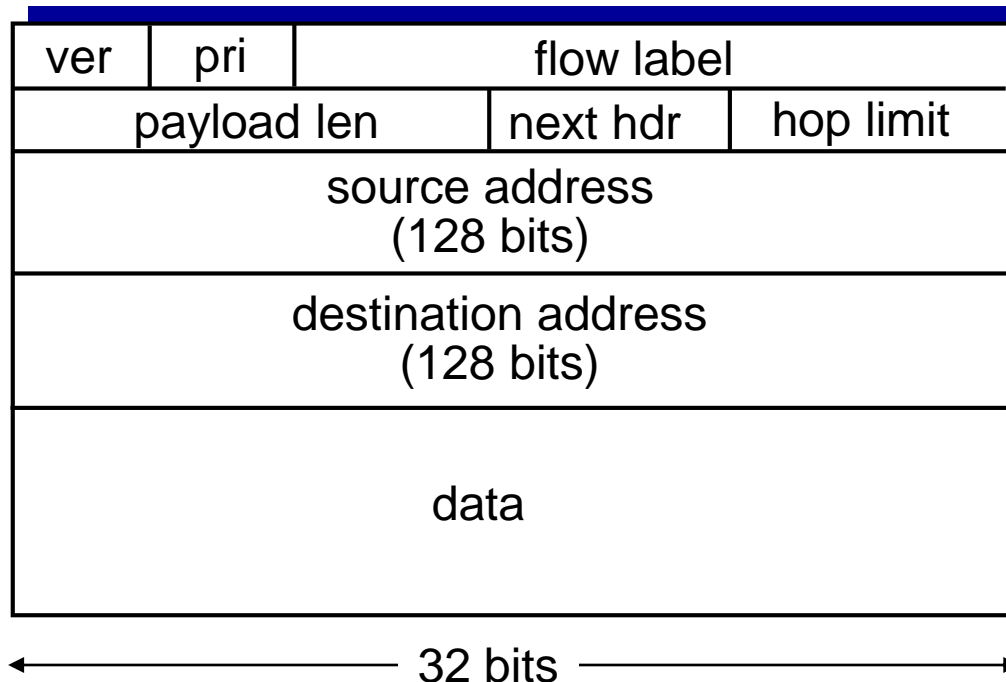 ver pri flow label
payload len next hdr hop limit
source address
(128 bits)
destination address
(128 bits)
data
32 bits